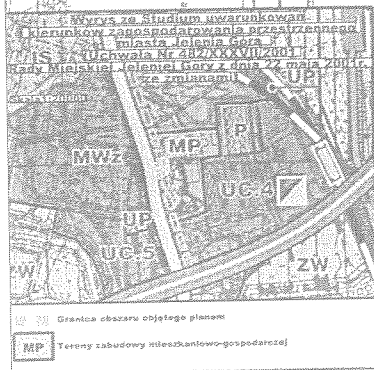 Wyrys ze Studium uwarunkowań
i kierunków zagospodarowania przestrzennego
miasta Jelenia Góra
(Uchwała Nr 382/XXXVII/2001
Rady Miejskiej Jeleniej Góry z dnia 22 maja 2001r.
ze zmianami)
UP
MWz
MP
P
UC.4
UP
UC.5
ZW
ZW
Granica obszaru objętego planem
MP Tereny zabudowy mieszkaniowo-gospodarczej